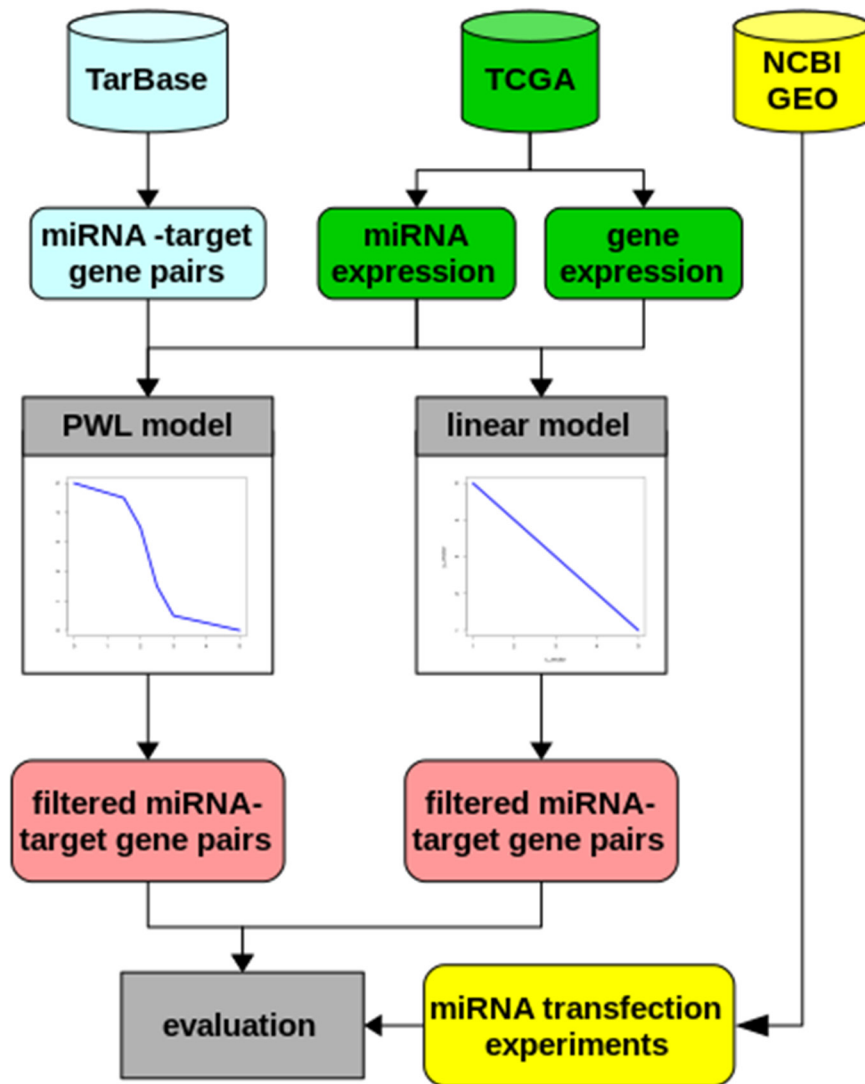 TarBase
TCGA
NCBI
GEO
miRNA -target
gene pairs
miRNA
expression
gene
expression
PWL model
linear model
filtered miRNA-
target gene pairs
filtered miRNA-
target gene pairs
evaluation
miRNA transfection
experiments